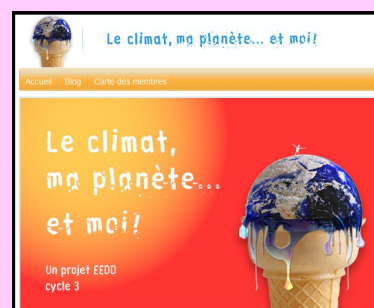 Le climat, ma planète... et moi!
Accueil Blog Carte des membres
Le climat,
ma planète...
et moi!
Un projet EEDD
cycle 3